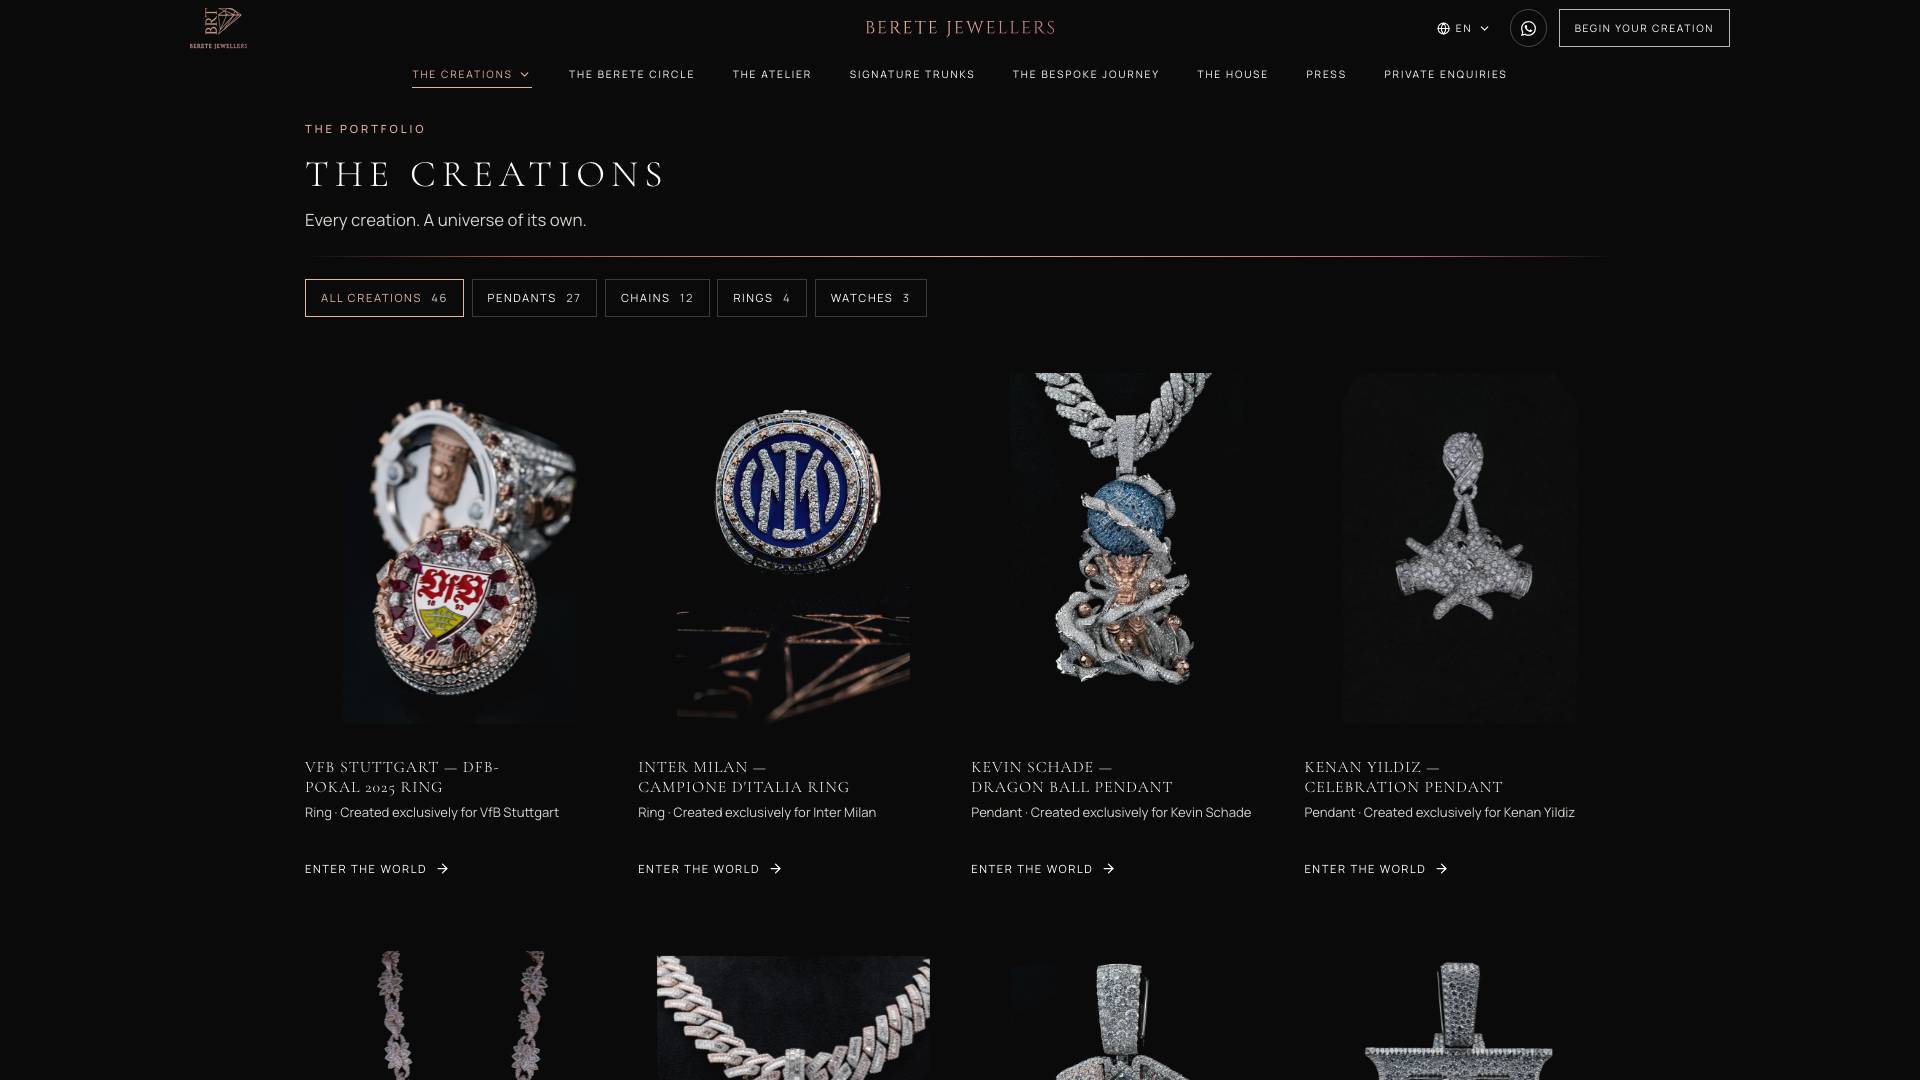 BRT
BERETE JEWELLERS
BERETE JEWELLERS
EN
BEGIN YOUR CREATION
THE CREATIONS
THE BERETE CIRCLE
THE ATELIER
SIGNATURE TRUNKS
THE BESPOKE JOURNEY
THE HOUSE
PRESS
PRIVATE ENQUIRIES
THE PORTFOLIO
THE CREATIONS
Every creation. A universe of its own.
ALL CREATIONS 46
PENDANTS 27
CHAINS 12
RINGS 4
WATCHES 3
VfB
18 93
VFB STUTTGART — DFB-
POKAL 2025 RING
Ring · Created exclusively for VfB Stuttgart
ENTER THE WORLD
INTER MILAN —
CAMPIONE D'ITALIA RING
Ring · Created exclusively for Inter Milan
ENTER THE WORLD
KEVIN SCHADE —
DRAGON BALL PENDANT
Pendant · Created exclusively for Kevin Schade
ENTER THE WORLD
KENAN YILDIZ —
CELEBRATION PENDANT
Pendant · Created exclusively for Kenan Yildiz
ENTER THE WORLD